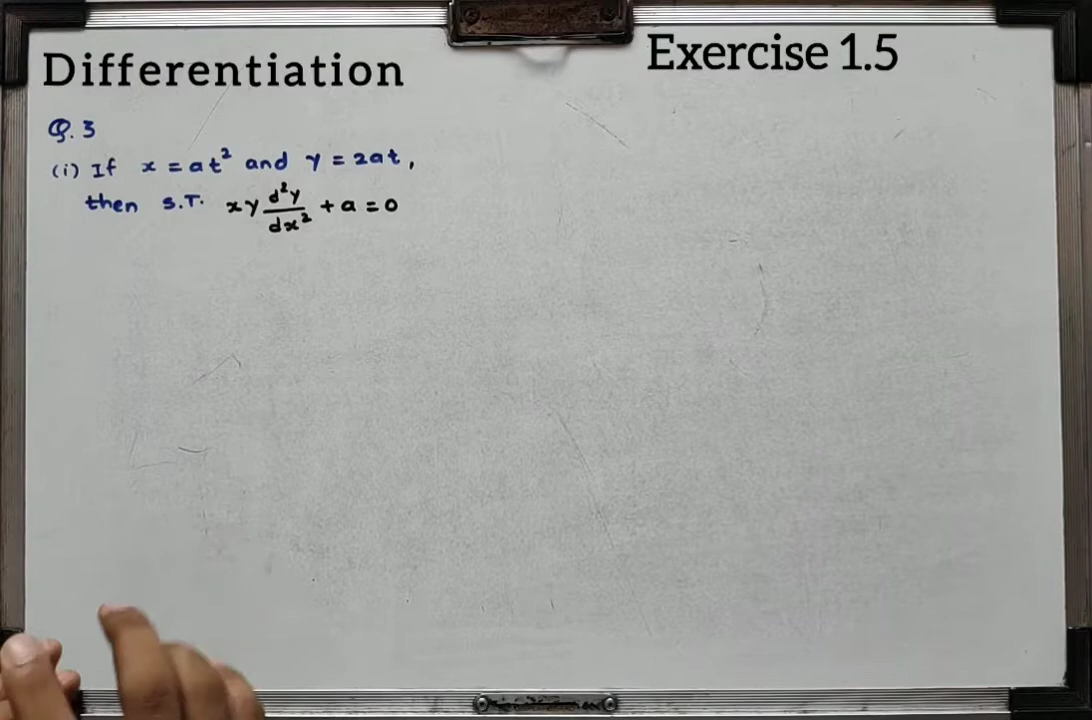 Differentiation
Exercise 1.5
Q. 3
(i) If x = at² and y = 2at,
then S.T. xy d²y/dx² + a = 0